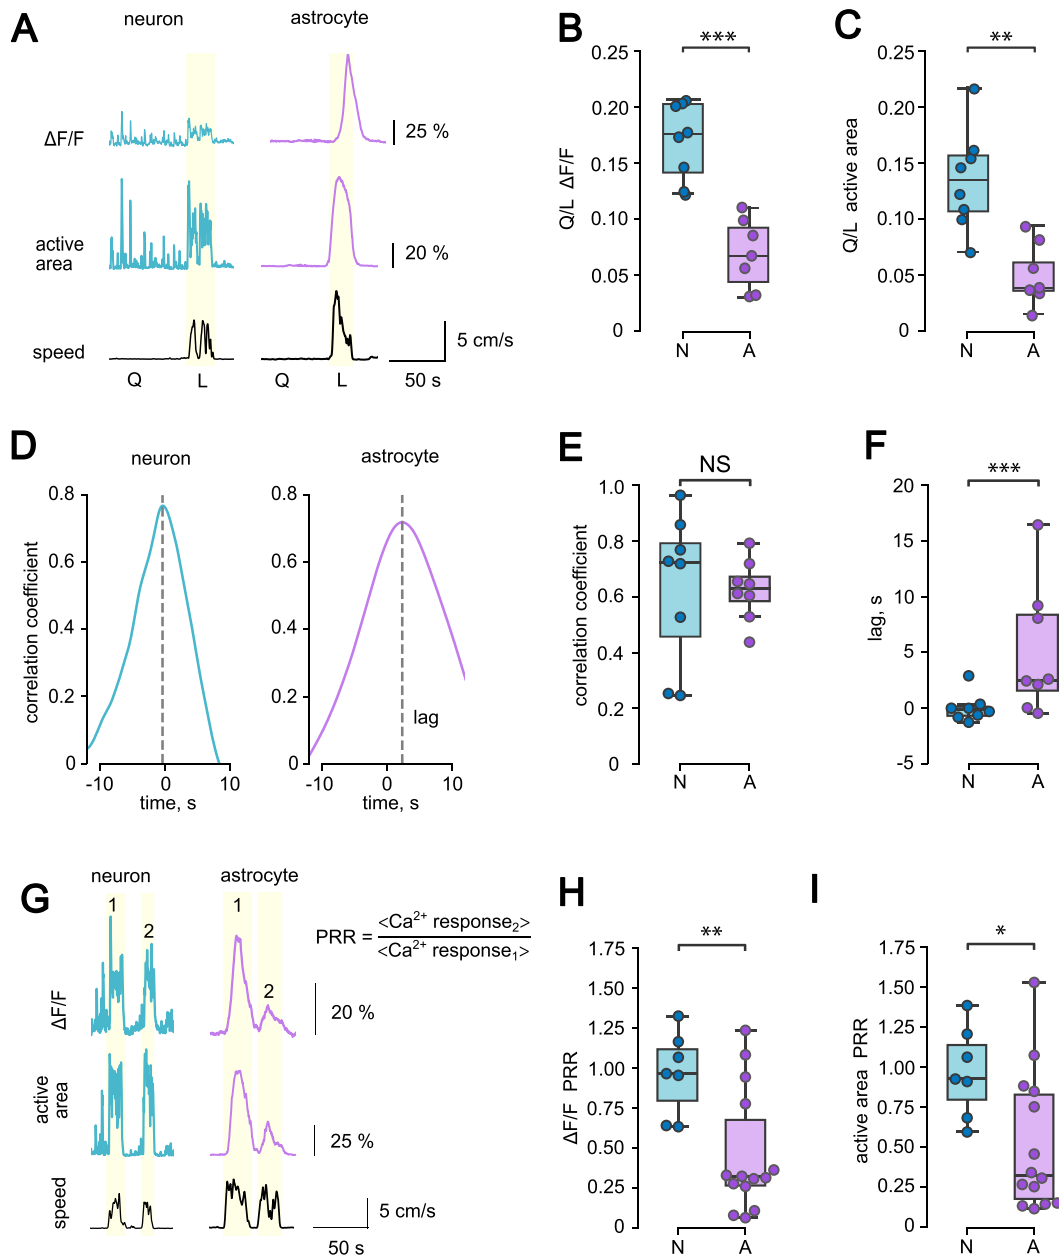 A
neuron
astrocyte
ΔF/F
25 %
active
area
20 %
speed
5 cm/s
50 s
Q
L
Q
L
B
***
Q/L ΔF/F
0.25
0.20
0.15
0.10
0.05
0
N
A
C
**
Q/L active area
0.25
0.20
0.15
0.10
0.05
0
N
A
D
neuron
correlation coefficient
0.8
0.6
0.4
0.2
0
-10
0
10
time, s
astrocyte
0.8
0.6
0.4
0.2
0
lag
-10
0
10
time, s
E
NS
correlation coefficient
1.0
0.8
0.6
0.4
0.2
0
N
A
F
***
lag, s
20
15
10
5
0
-5
N
A
G
neuron
astrocyte
1
2
1
2
PRR = <Ca²⁺ response₂>
<Ca²⁺ response₁>
ΔF/F
20 %
active
area
25 %
speed
5 cm/s
50 s
H
**
ΔF/F PRR
1.75
1.50
1.25
1.00
0.75
0.50
0.25
0
N
A
I
*
active area PRR
1.75
1.50
1.25
1.00
0.75
0.50
0.25
0
N
A